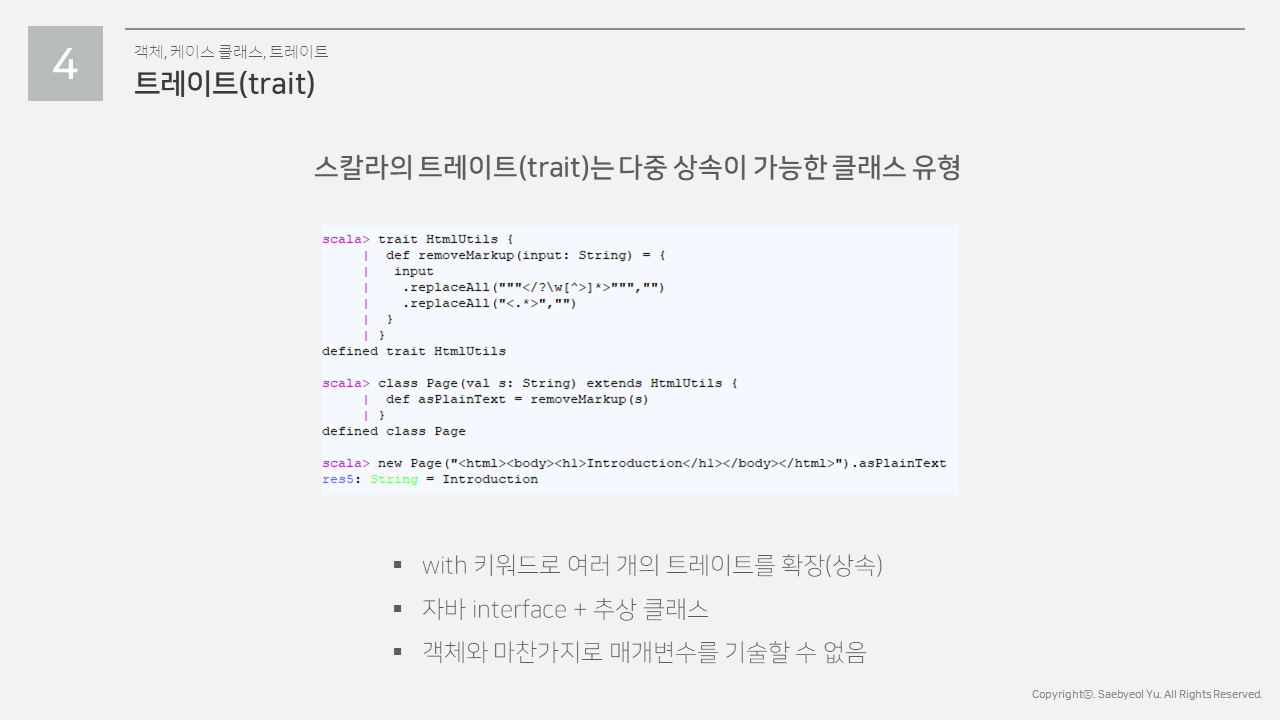 4
객체, 케이스 클래스, 트레이트
트레이트(trait)
스칼라의 트레이트(trait)는 다중 상속이 가능한 클래스 유형
scala> trait HtmlUtils {
     |  def removeMarkup(input: String) = {
     |   input
     |    .replaceAll("""</?\w[^>]*>""","")
     |    .replaceAll("<.*>","")
     |  }
     | }
defined trait HtmlUtils
scala> class Page(val s: String) extends HtmlUtils {
     |  def asPlainText = removeMarkup(s)
     | }
defined class Page
scala> new Page("<html><body><h1>Introduction</h1></body></html>").asPlainText
res5: String = Introduction
▪ with 키워드로 여러 개의 트레이트를 확장(상속)
▪ 자바 interface + 추상 클래스
▪ 객체와 마찬가지로 매개변수를 기술할 수 없음
Copyrightⓒ. Saebyeol Yu. All Rights Reserved.